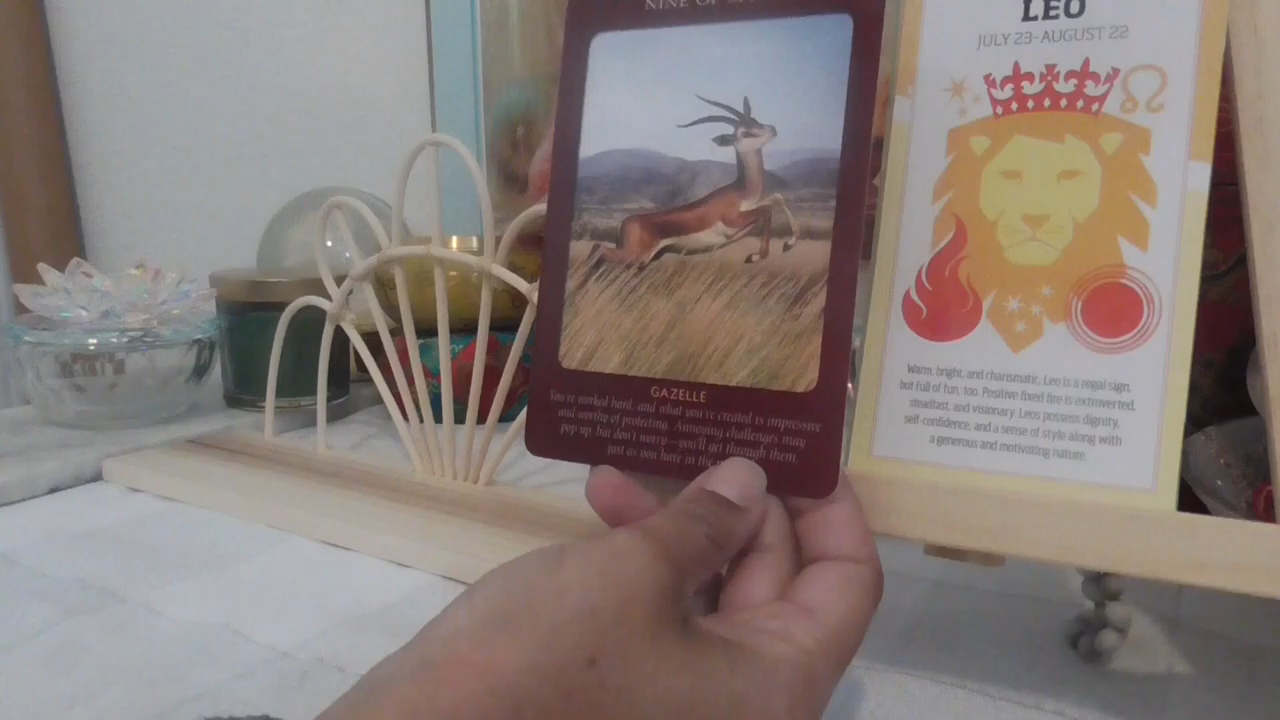 NINE OF
GAZELLE
You've worked hard, and what you've created is impressive
and worthy of protecting. Annoying challenges may
pop up, but don't worry—you'll get through them,
just as you have in the
LEO
JULY 23–AUGUST 22
Warm, bright, and charismatic, Leo is a regal sign,
but full of fun, too. Positive fixed fire is extroverted,
steadfast, and visionary. Leos possess dignity,
self-confidence, and a sense of style along with
a generous and motivating nature.